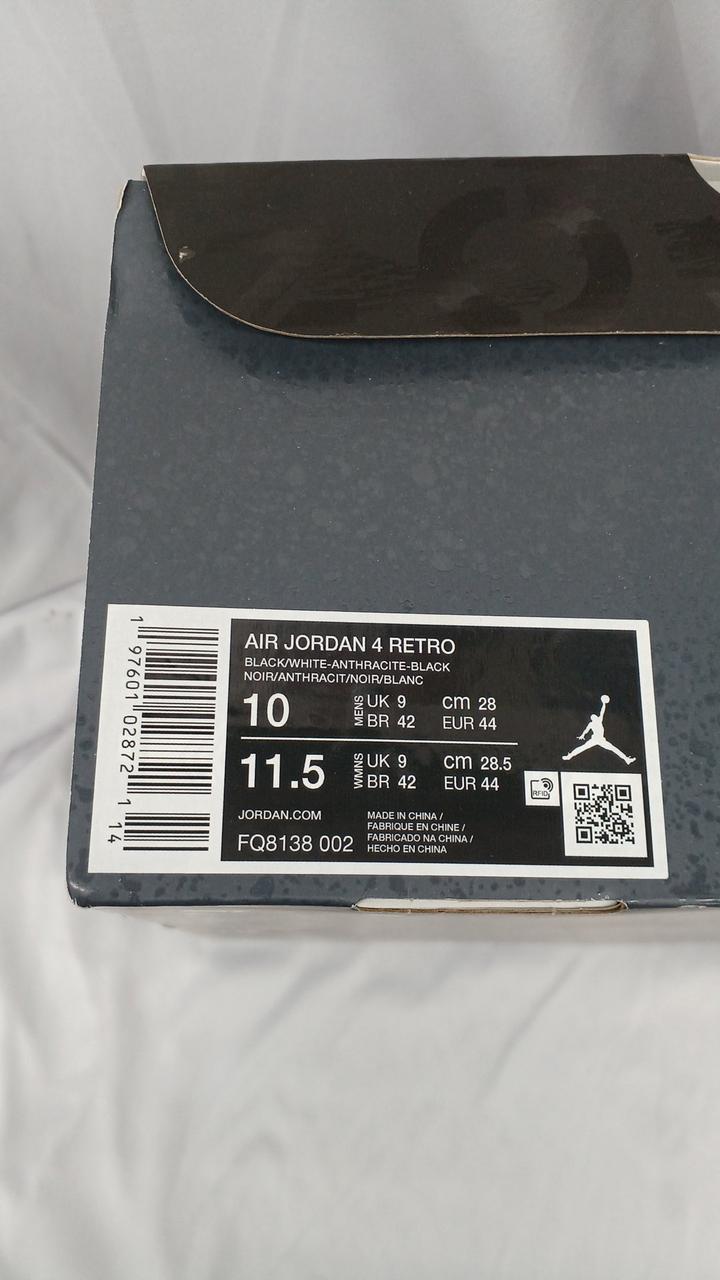 AIR JORDAN 4 RETRO
BLACK/WHITE-ANTHRACITE-BLACK
NOIR/ANTHRACIT/NOIR/BLANC
10 MENS UK 9 cm 28
BR 42 EUR 44
11.5 WMNS UK 9 cm 28.5
BR 42 EUR 44
RFID
JORDAN.COM
FQ8138 002
MADE IN CHINA /
FABRIQUE EN CHINE /
FABRICADO NA CHINA /
HECHO EN CHINA
1 97601 02872 1 14